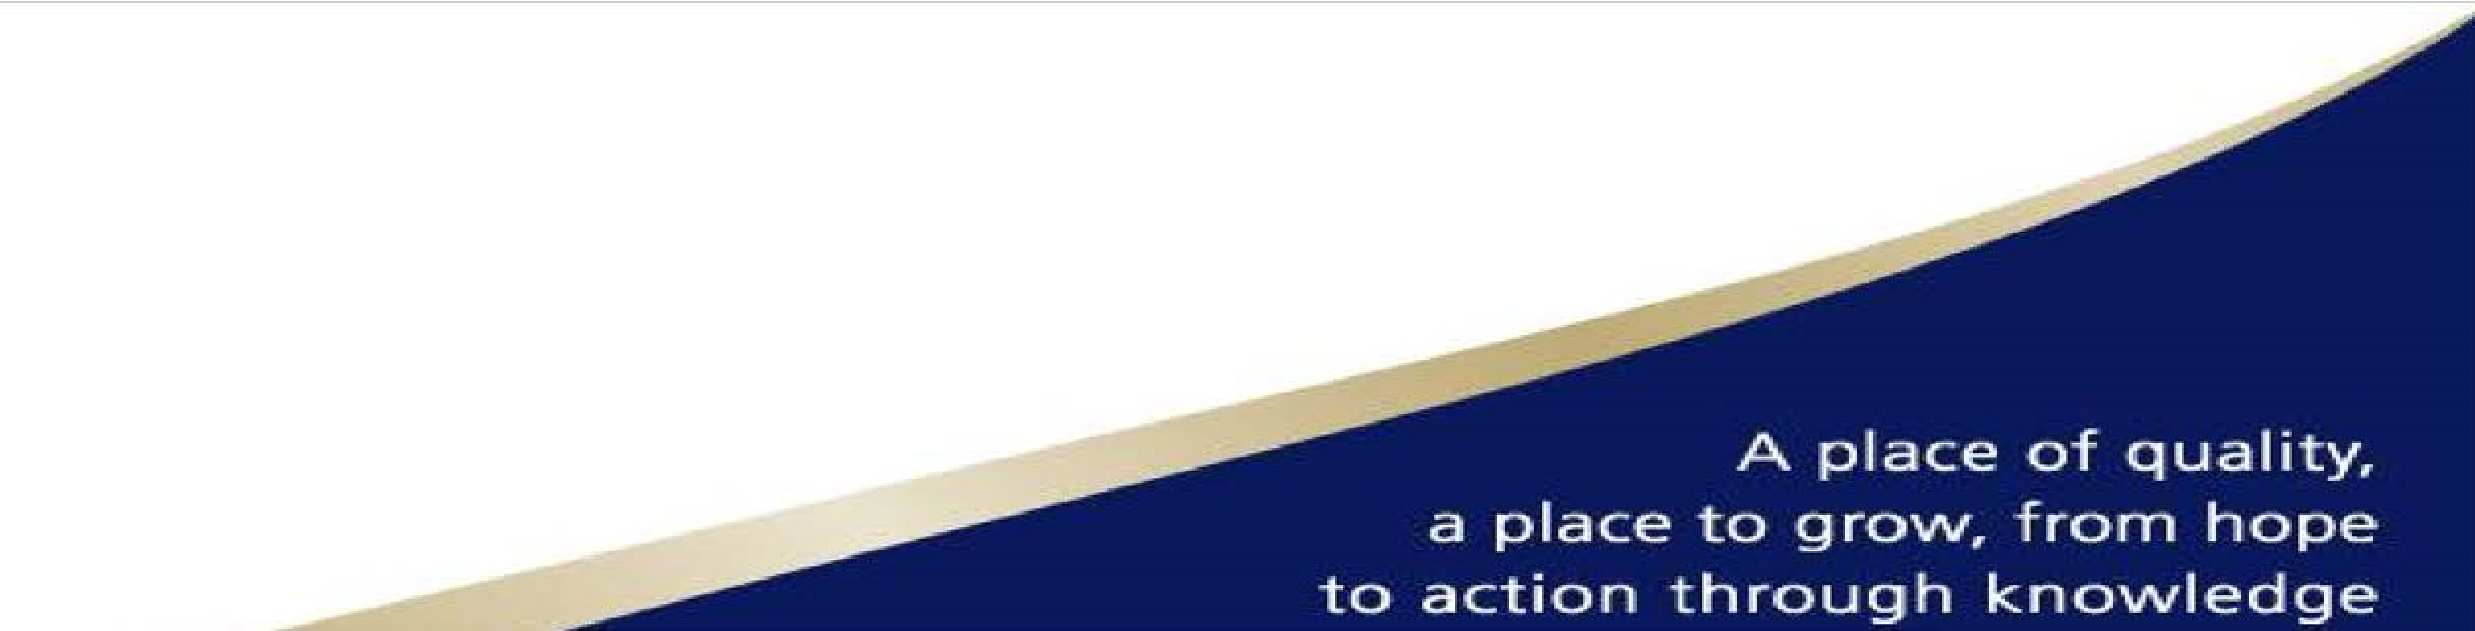 A place of quality,
a place to grow, from hope
to action through knowledge